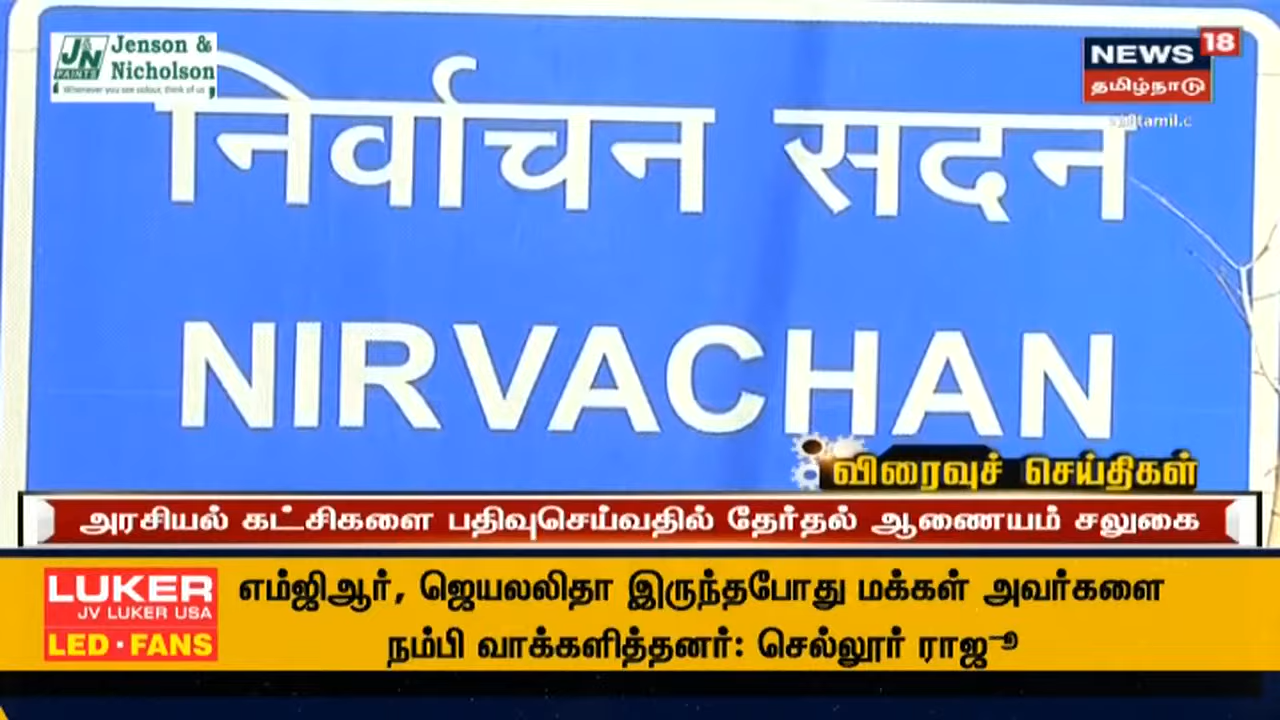 Jenson &
Nicholson
JN
PAINTS
Whenever you see colour, think of us
NEWS 18
தமிழ்நாடு
निर्वाचन सदन
NIRVACHAN
விரைவுச் செய்திகள்
அரசியல் கட்சிகளை பதிவுசெய்வதில் தேர்தல் ஆணையம் சலுகை
LUKER
JV LUKER USA
LED · FANS
எம்ஜிஆர், ஜெயலலிதா இருந்தபோது மக்கள் அவர்களை
நம்பி வாக்களித்தனர்: செல்லூர் ராஜூ